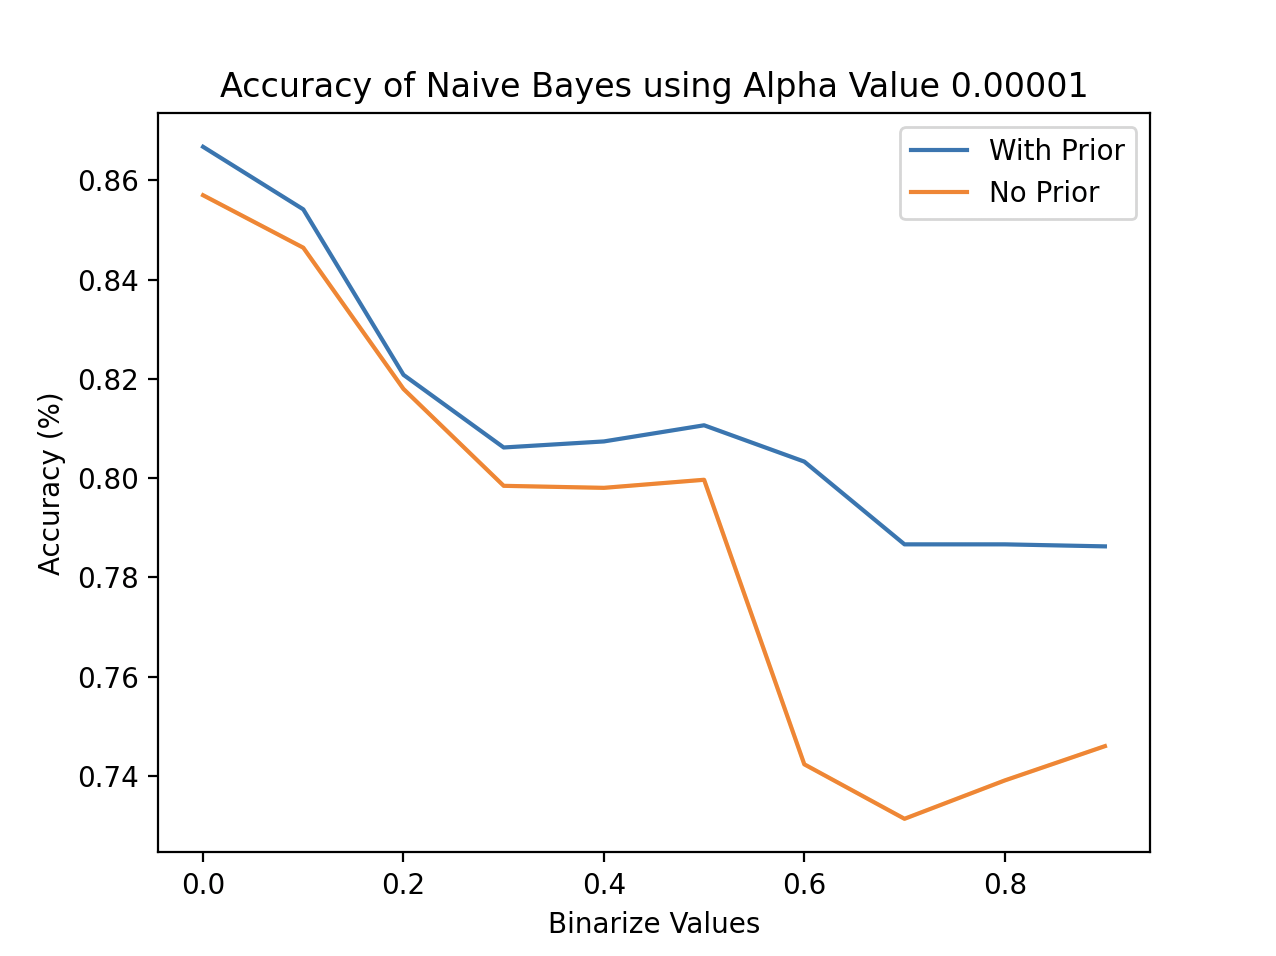 Accuracy of Naive Bayes using Alpha Value 0.00001
With Prior
No Prior
0.86
0.84
0.82
0.80
0.78
0.76
0.74
Accuracy (%)
0.0 0.2 0.4 0.6 0.8
Binarize Values